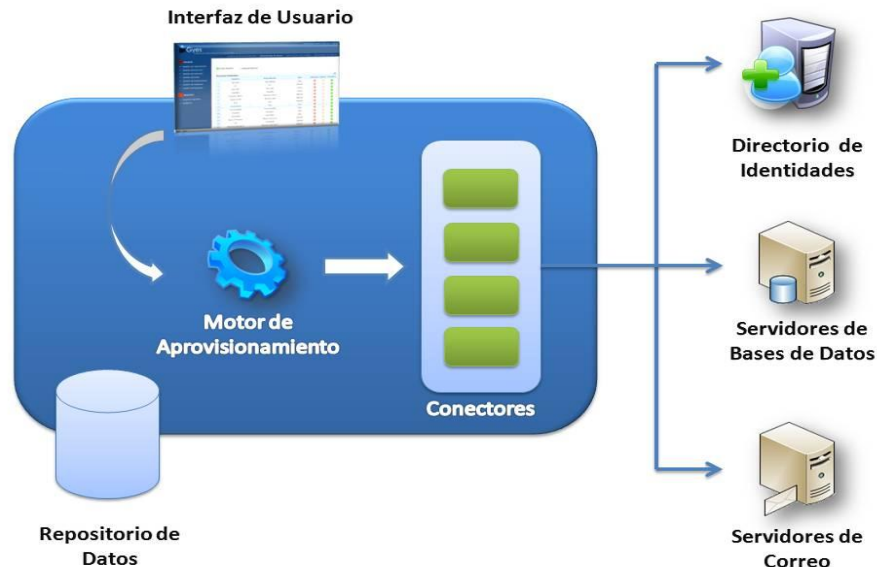 Interfaz de Usuario
Motor de
Aprovisionamiento
Conectores
Repositorio de
Datos
Directorio de
Identidades
Servidores de
Bases de Datos
Servidores de
Correo